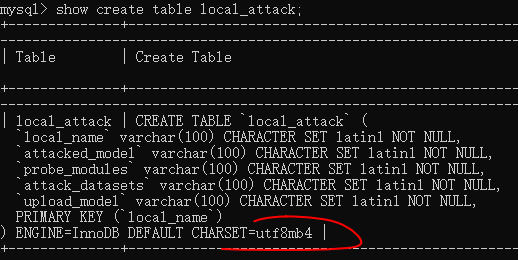 mysql> show create table local_attack;
+--------------+-----------------------------------------------
-----------------------------------------------------------------
| Table | Create Table
+--------------+-----------------------------------------------
-----------------------------------------------------------------
| local_attack | CREATE TABLE `local_attack` (
`local_name` varchar(100) CHARACTER SET latin1 NOT NULL,
`attacked_model` varchar(100) CHARACTER SET latin1 NOT NULL,
`probe_modules` varchar(100) CHARACTER SET latin1 NOT NULL,
`attack_datasets` varchar(100) CHARACTER SET latin1 NOT NULL,
`upload_model` varchar(100) CHARACTER SET latin1 NOT NULL,
PRIMARY KEY (`local_name`)
) ENGINE=InnoDB DEFAULT CHARSET=utf8mb4 |
+--------------+-----------------------------------------------